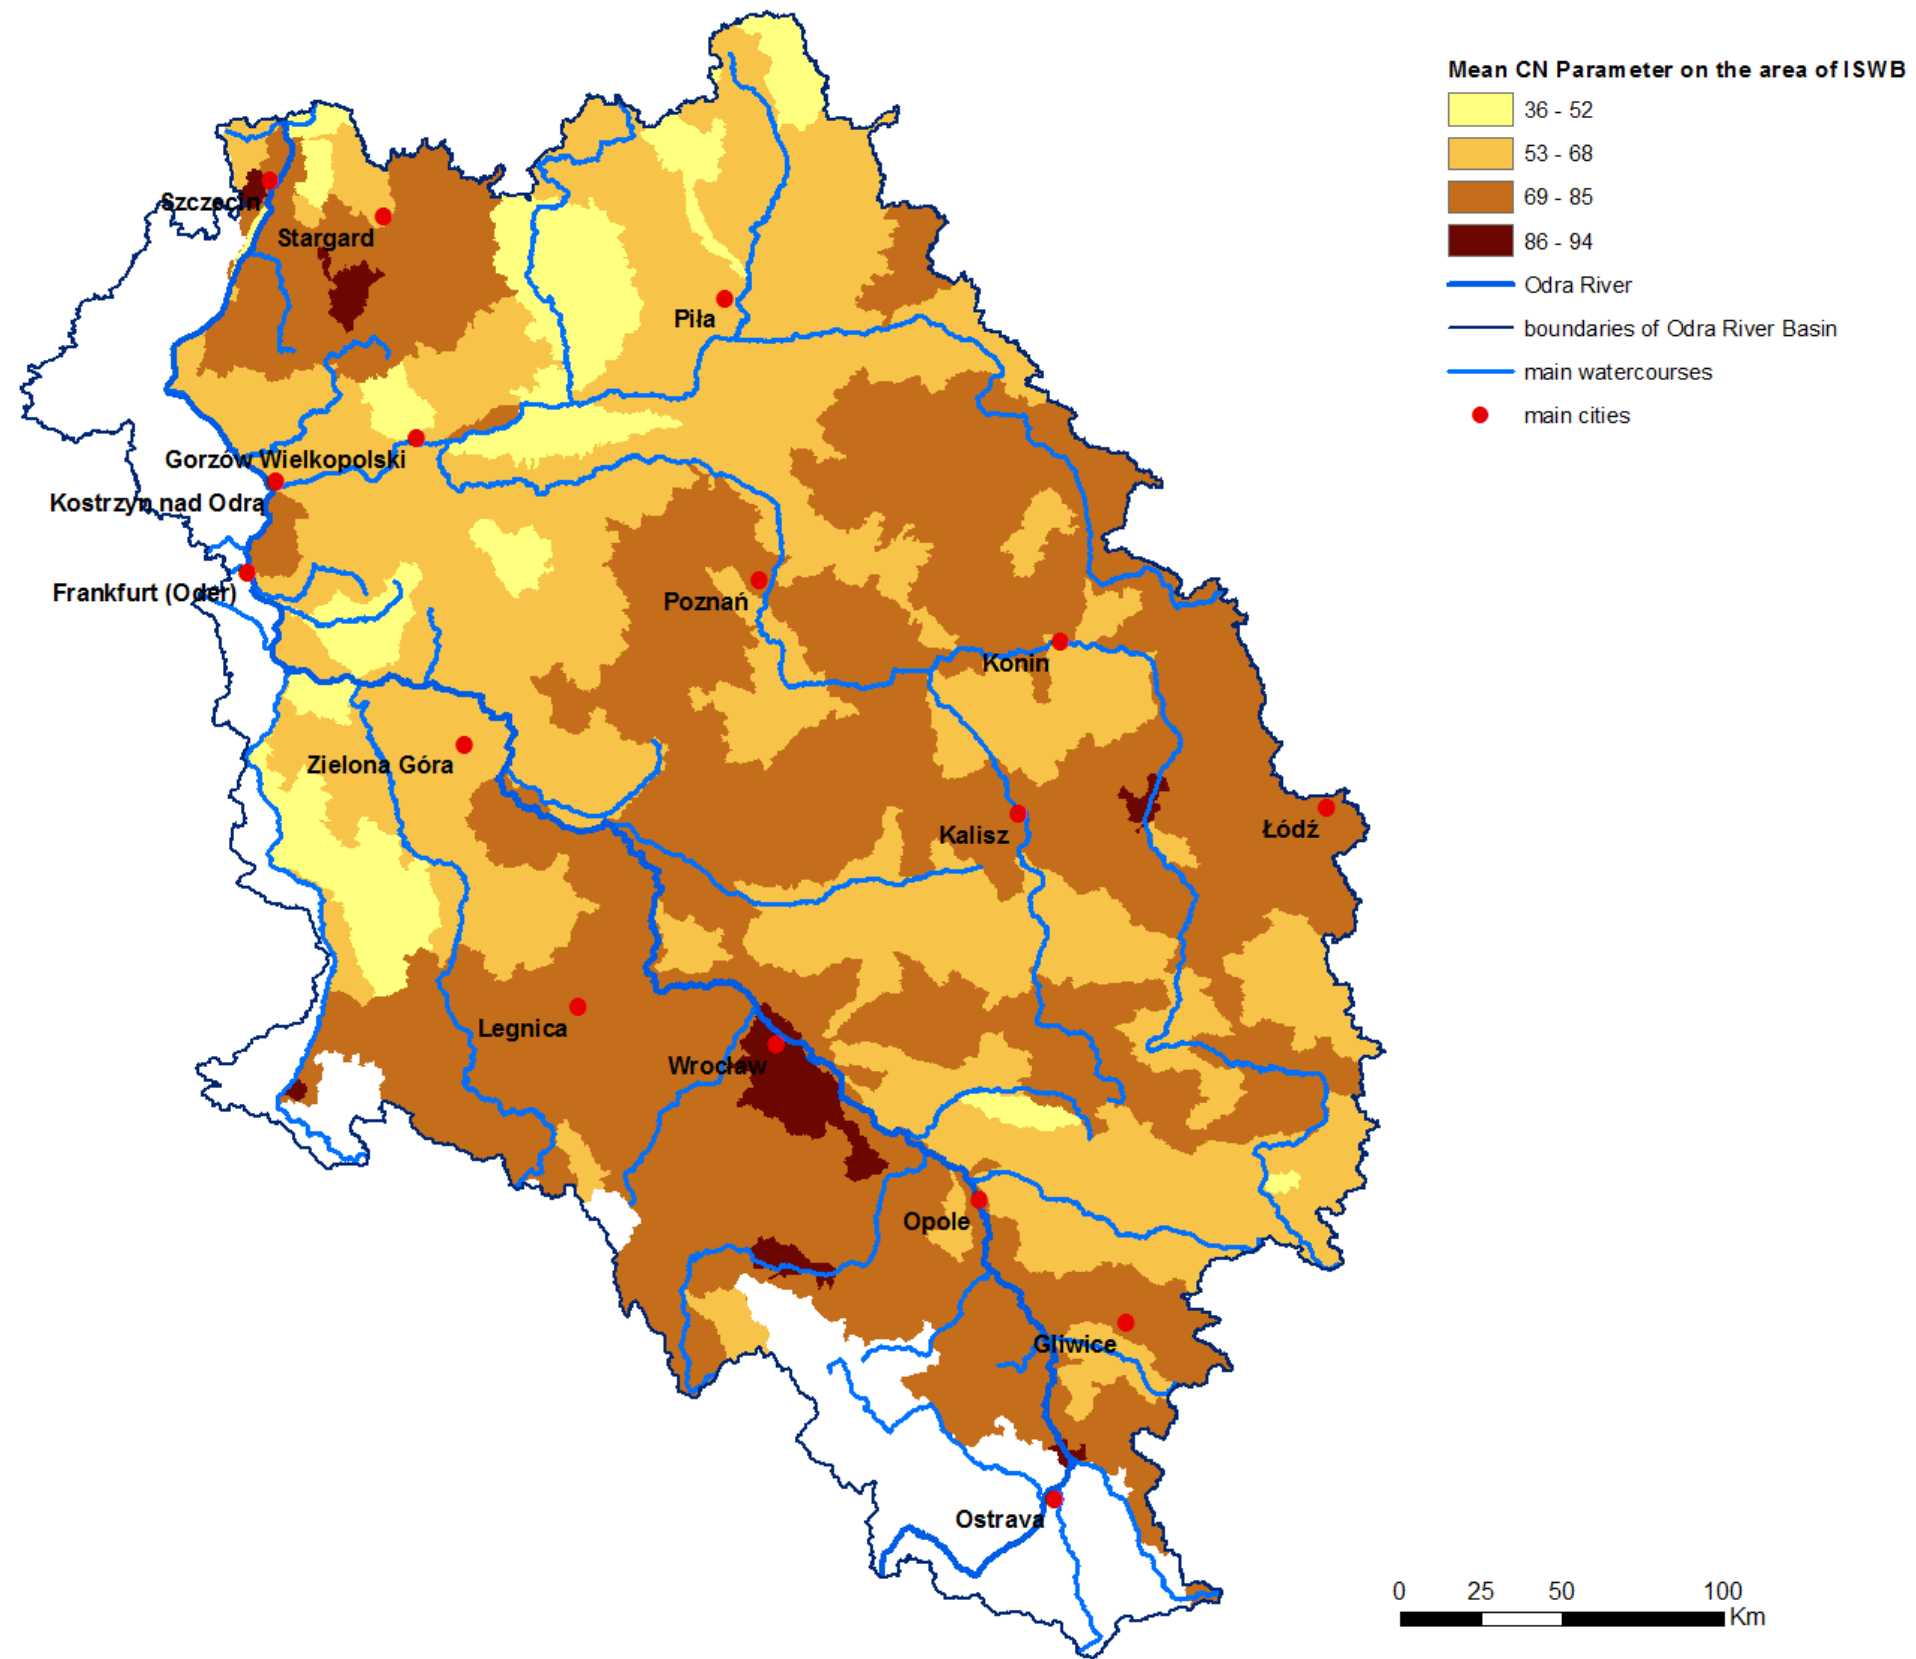 Mean CN Parameter on the area of ISWB
36 - 52
53 - 68
69 - 85
86 - 94
Odra River
boundaries of Odra River Basin
main watercourses
main cities
Szczecin
Stargard
Piła
Gorzów Wielkopolski
Kostrzyn nad Odrą
Frankfurt (Oder)
Poznań
Konin
Zielona Góra
Kalisz
Łódź
Legnica
Wrocław
Opole
Gliwice
Ostrava
0 25 50 100
Km